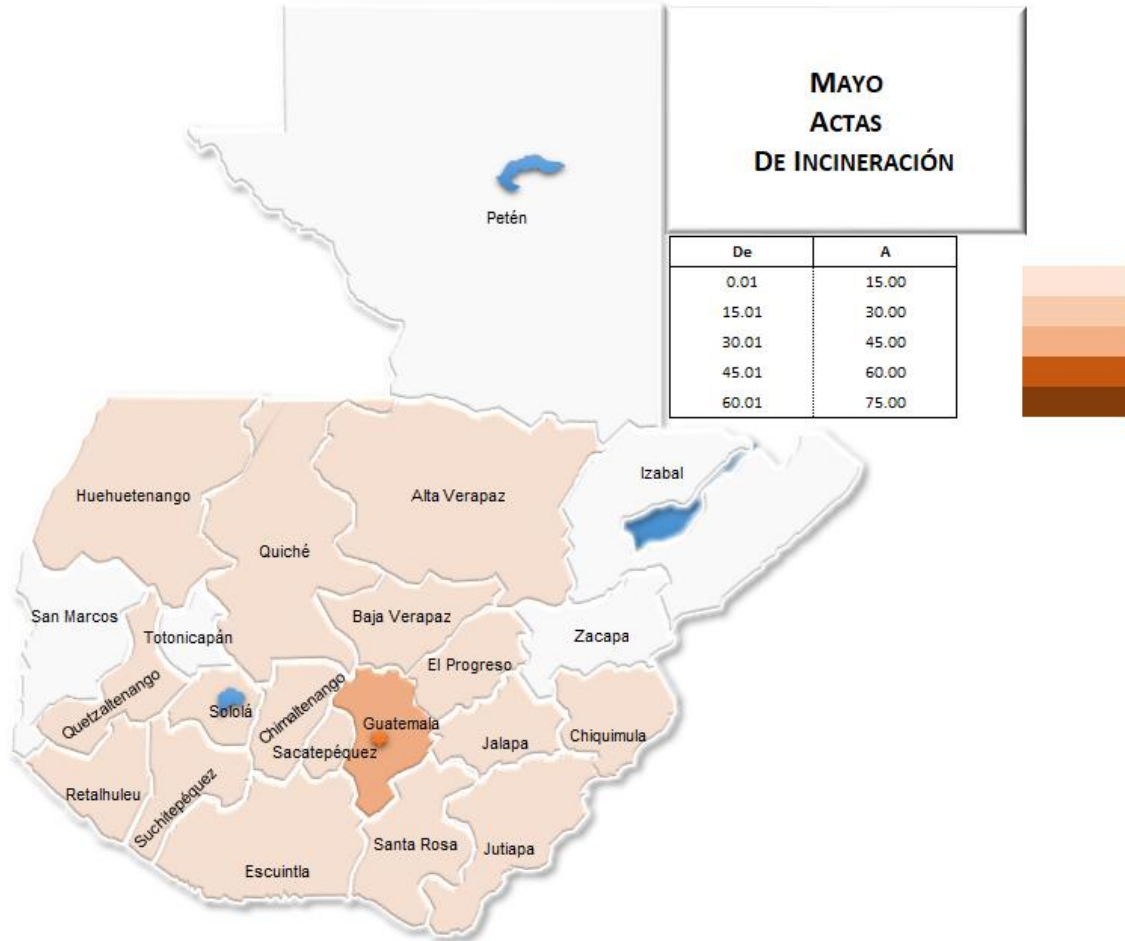 MAYO
ACTAS
DE INCINERACIÓN
Petén
De A
0.01 15.00
15.01 30.00
30.01 45.00
45.01 60.00
60.01 75.00
Izabal
Huehuetenango
Alta Verapaz
Quiché
San Marcos
Baja Verapaz
Totonicapán
Zacapa
El Progreso
Quetzaltenango
Chimaltenango
Sololá
Guatemala
Chiquimula
Jalapa
Sacatepéquez
Retalhuleu
Suchitepéquez
Santa Rosa
Jutiapa
Escuintla